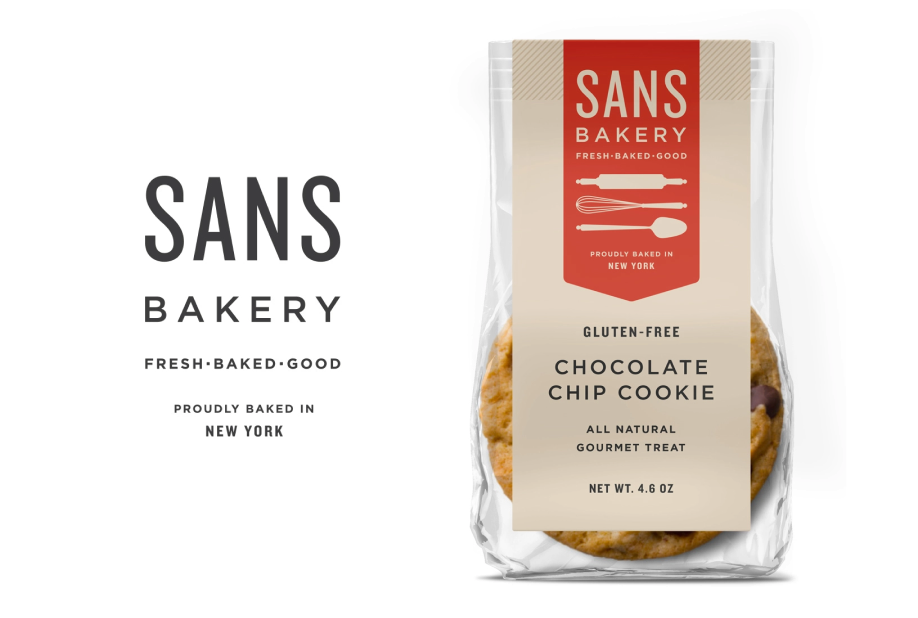 SANS
BAKERY
FRESH·BAKED·GOOD
PROUDLY BAKED IN
NEW YORK
SANS
BAKERY
FRESH·BAKED·GOOD
PROUDLY BAKED IN
NEW YORK
GLUTEN-FREE
CHOCOLATE
CHIP COOKIE
ALL NATURAL
GOURMET TREAT
NET WT. 4.6 OZ